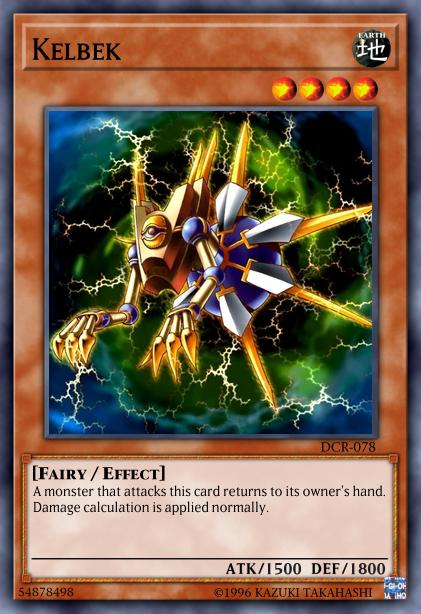 KELBEK
EARTH
地
DCR-078
[FAIRY / EFFECT]
A monster that attacks this card returns to its owner's hand.
Damage calculation is applied normally.
ATK/1500 DEF/1800
54878498
©1996 KAZUKI TAKAHASHI